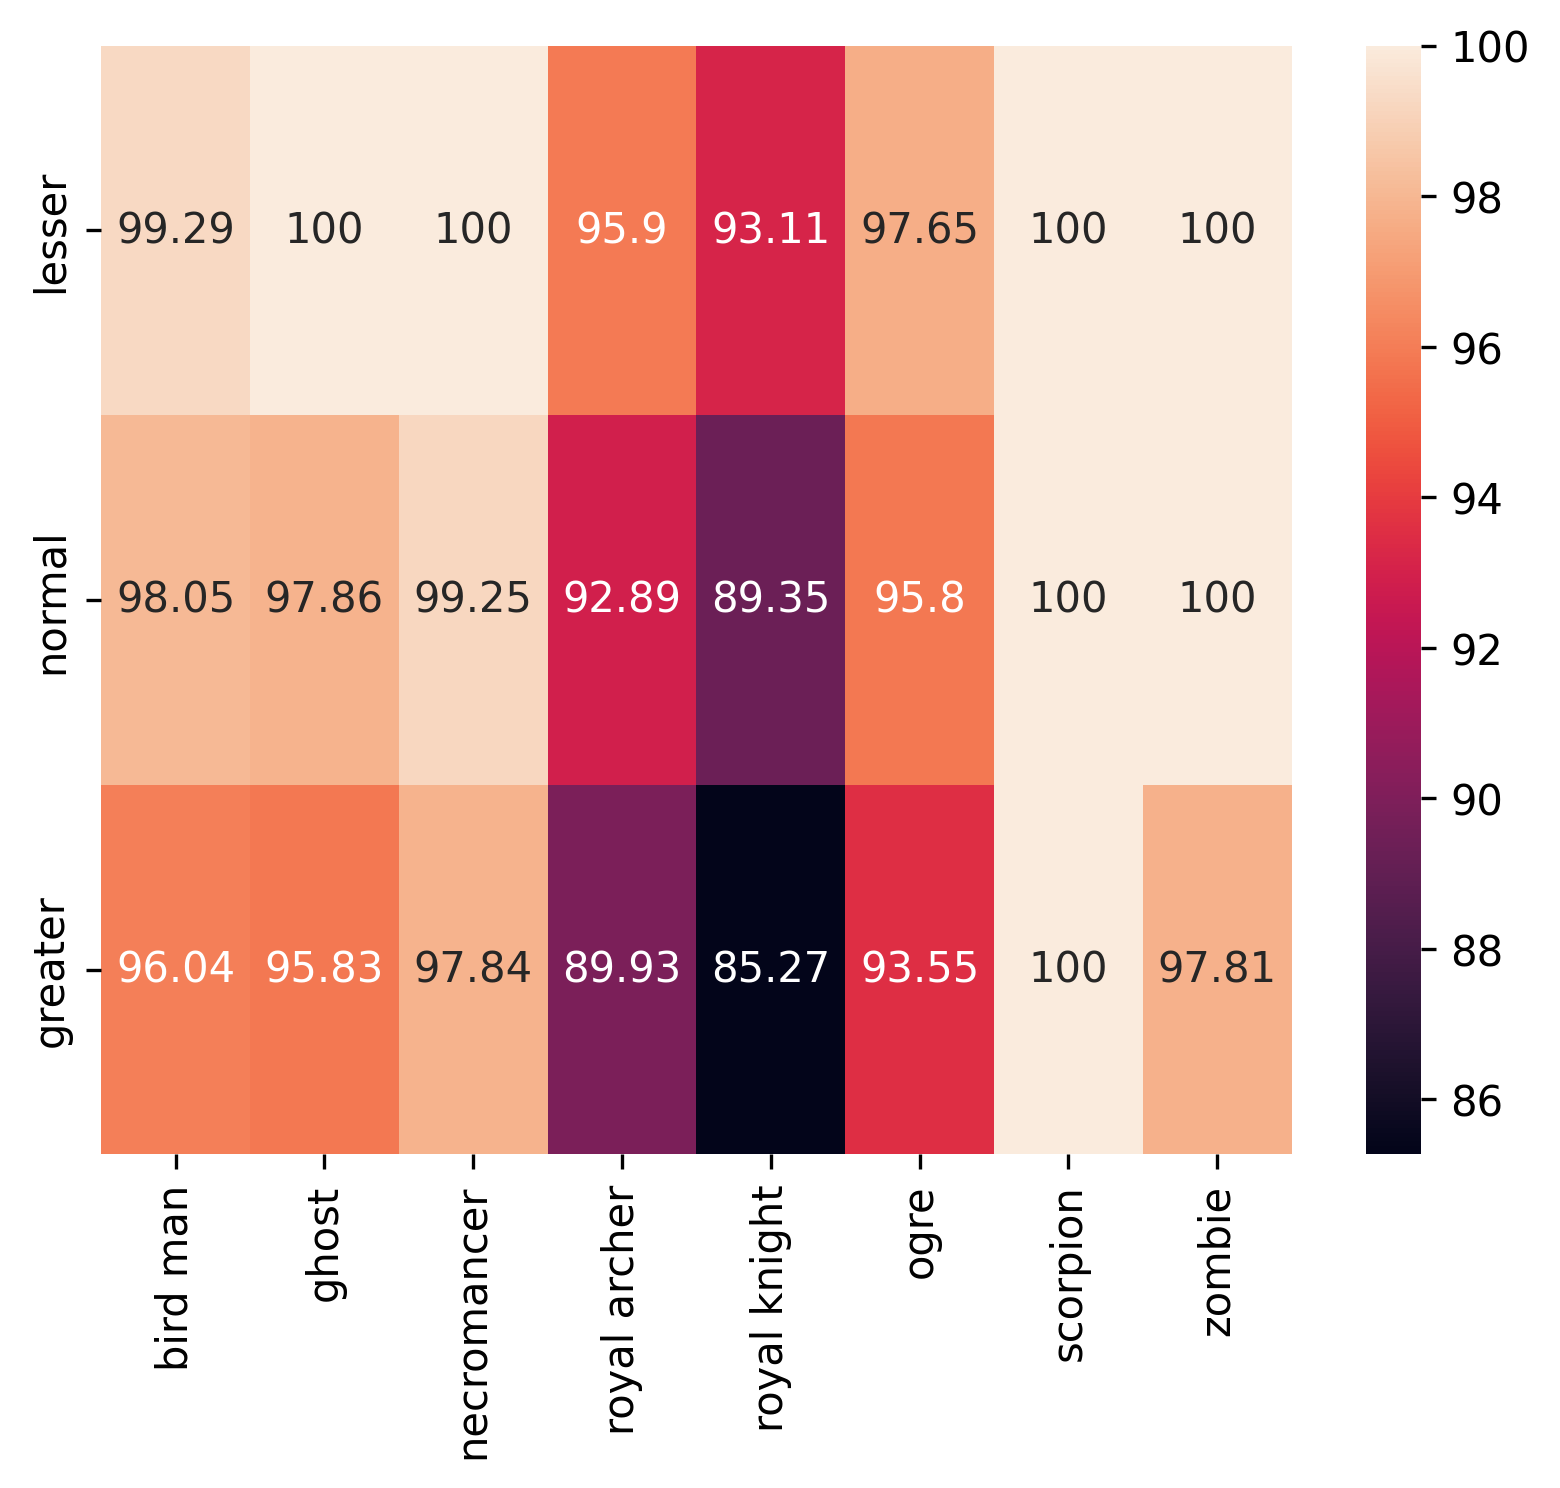 lesser
99.29 100 100 95.9 93.11 97.65 100 100
normal
98.05 97.86 99.25 92.89 89.35 95.8 100 100
greater
96.04 95.83 97.84 89.93 85.27 93.55 100 97.81
bird man
ghost
necromancer
royal archer
royal knight
ogre
scorpion
zombie
100
98
96
94
92
90
88
86